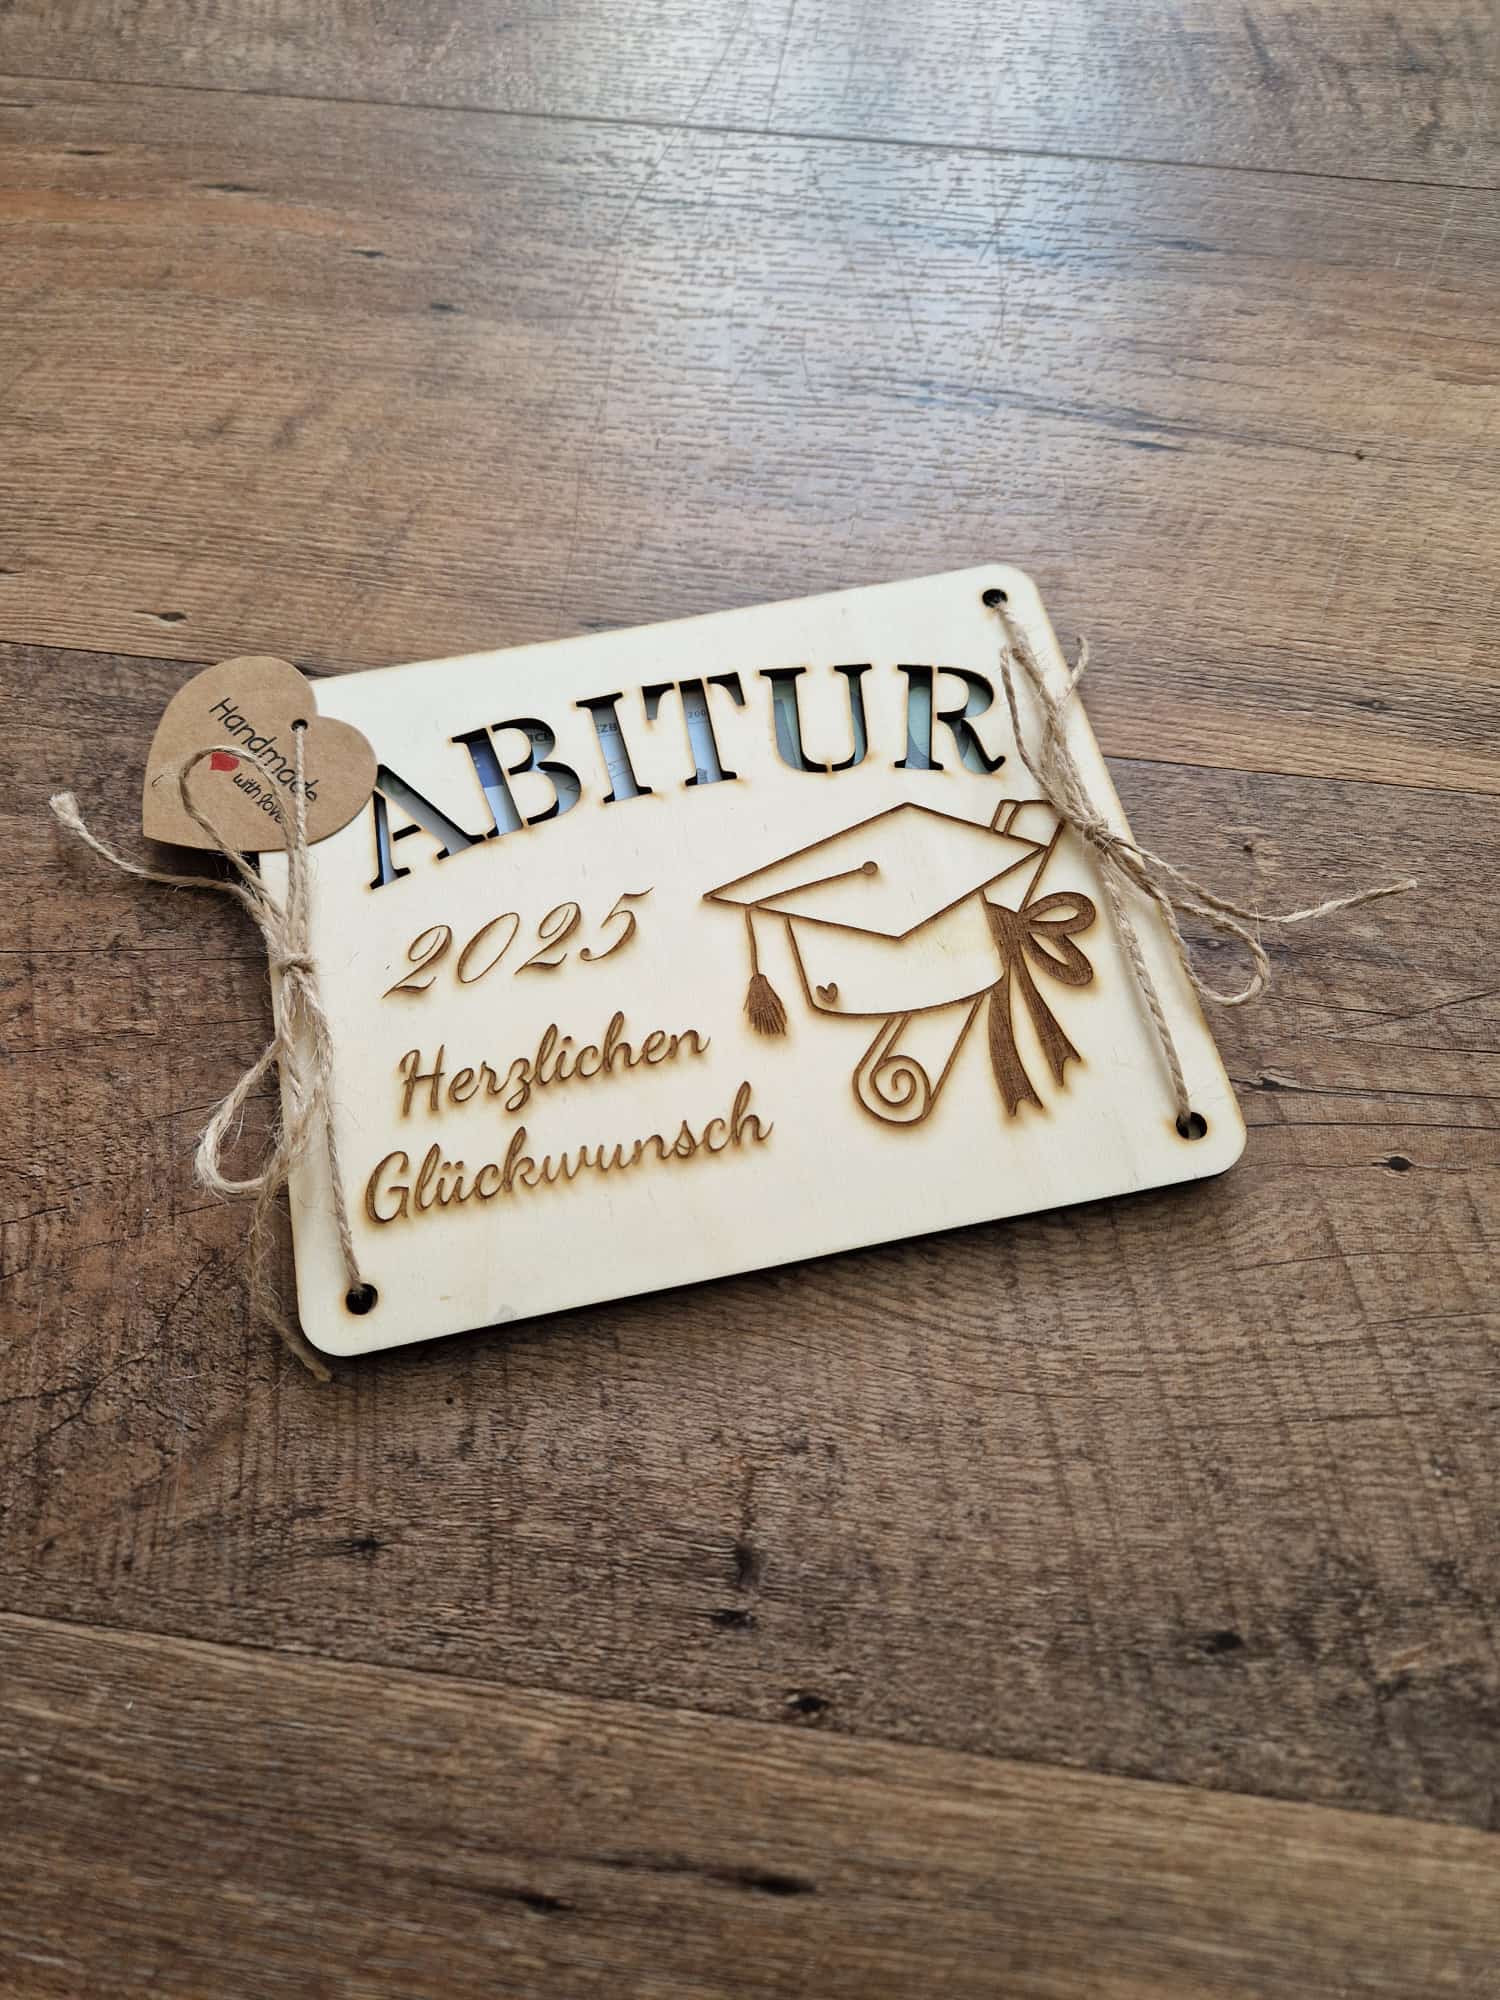 Handmade
with love
ABITUR
2025
Herzlichen
Glückwunsch